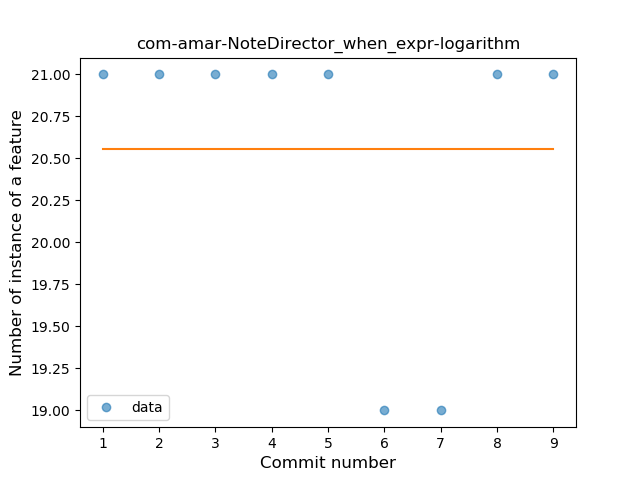 com-amar-NoteDirector_when_expr-logarithm
Number of instance of a feature
21.00
20.75
20.50
20.25
20.00
19.75
19.50
19.25
19.00
data
1 2 3 4 5 6 7 8 9
Commit number